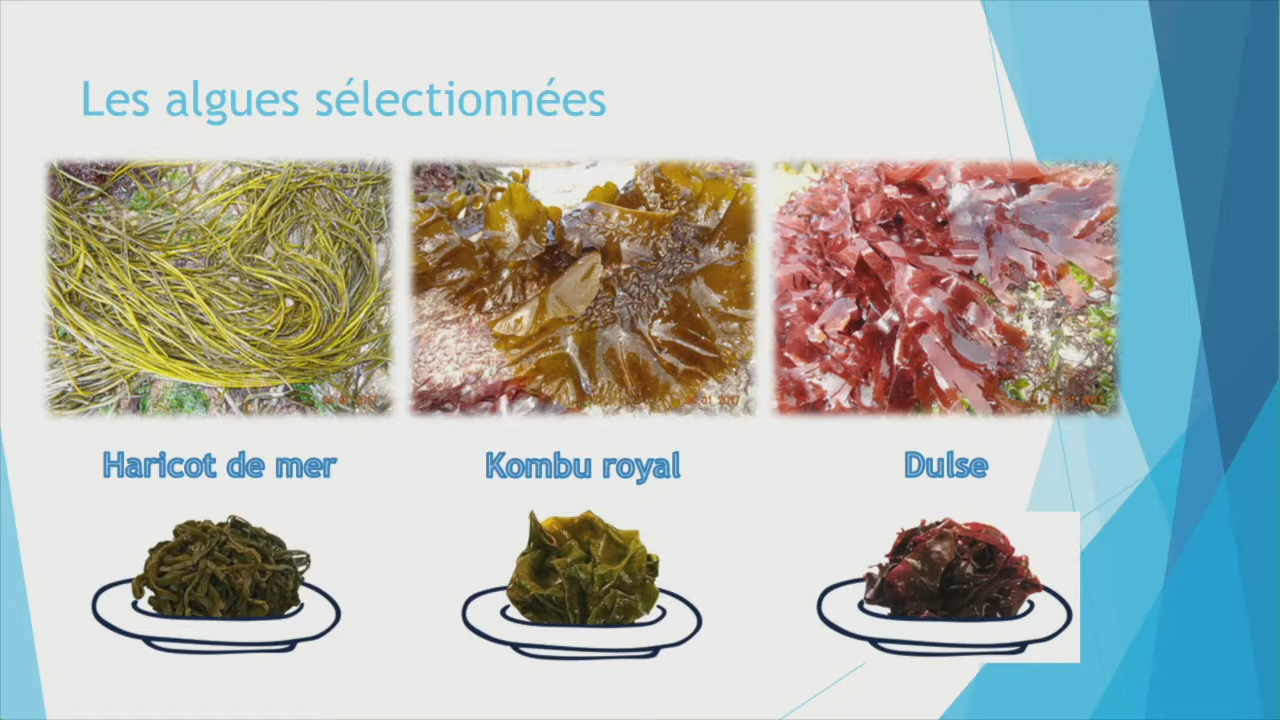 Les algues sélectionnées
Haricot de mer
Kombu royal
Dulse